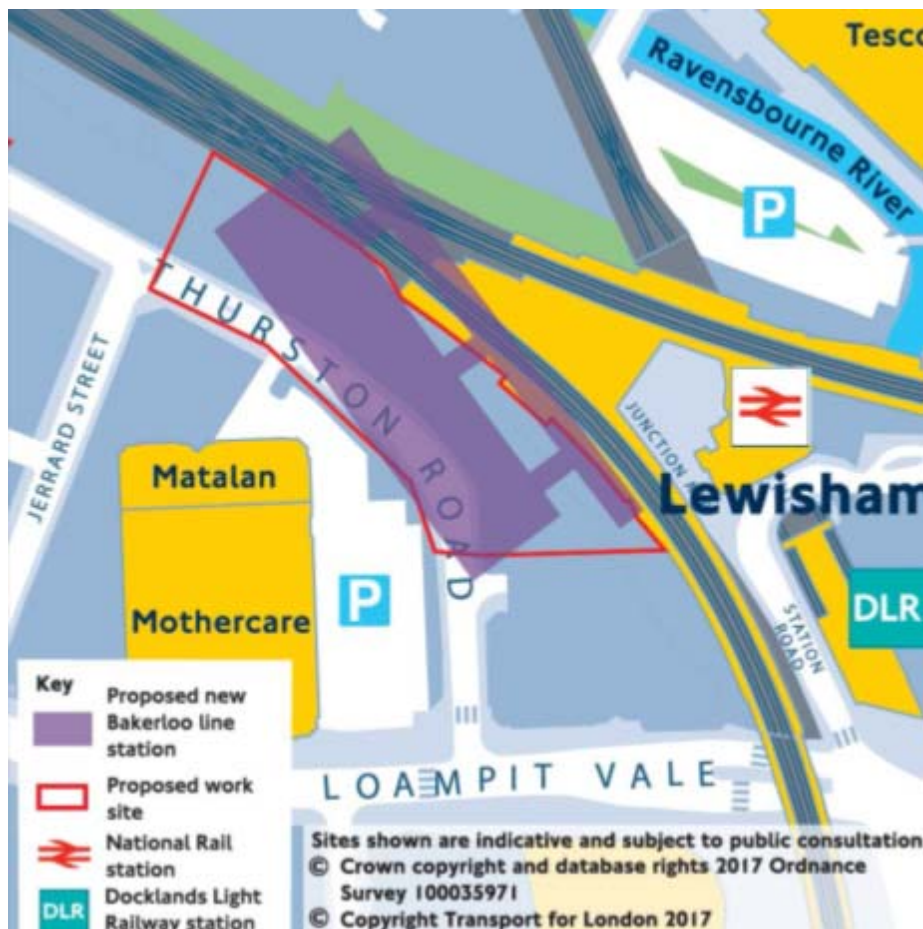 Tesco
Ravensbourne River
P
THURSTON ROAD
JERRARD STREET
JUNCTION
Matalan
Lewisham
P
DLR
Mothercare
STATION
ROAD
Key
Proposed new
Bakerloo line
station
Proposed work
site
National Rail
station
DLR
Docklands Light
Railway station
LOAMPIT VALE
Sites shown are indicative and subject to public consultation
© Crown copyright and database rights 2017 Ordnance
Survey 100035971
© Copyright Transport for London 2017